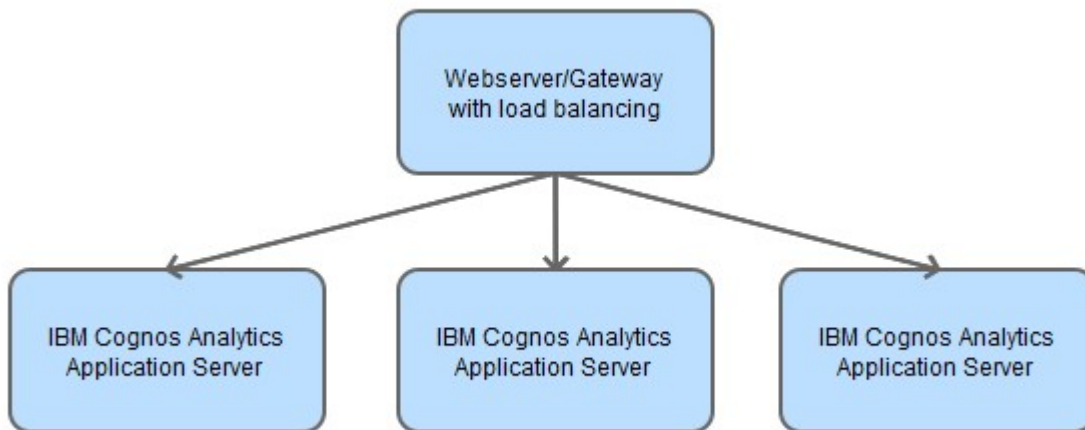 Webserver/Gateway
with load balancing
IBM Cognos Analytics
Application Server
IBM Cognos Analytics
Application Server
IBM Cognos Analytics
Application Server